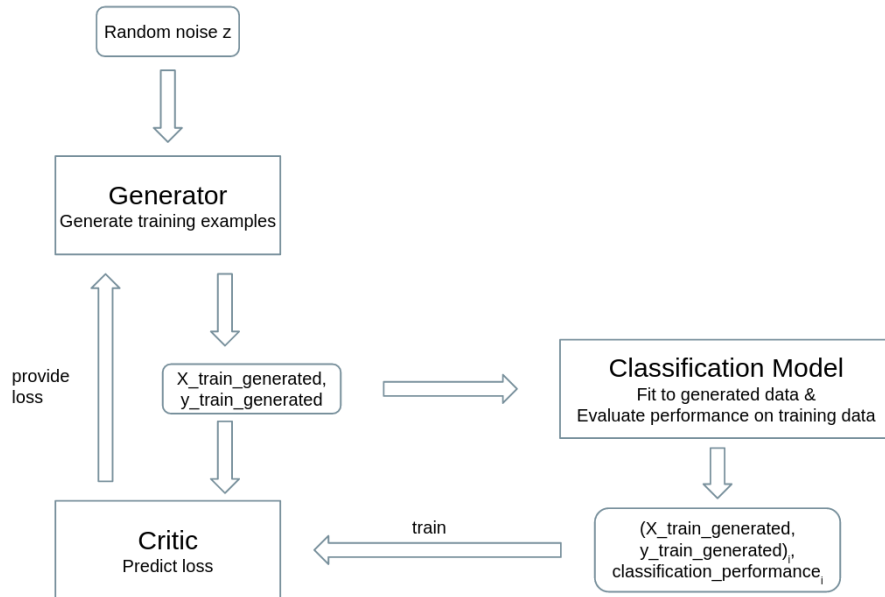 Random noise z
Generator
Generate training examples
provide
loss
X_train_generated,
y_train_generated
Classification Model
Fit to generated data &
Evaluate performance on training data
train
Critic
Predict loss
(X_train_generated,
y_train_generated)i,
classification_performancei